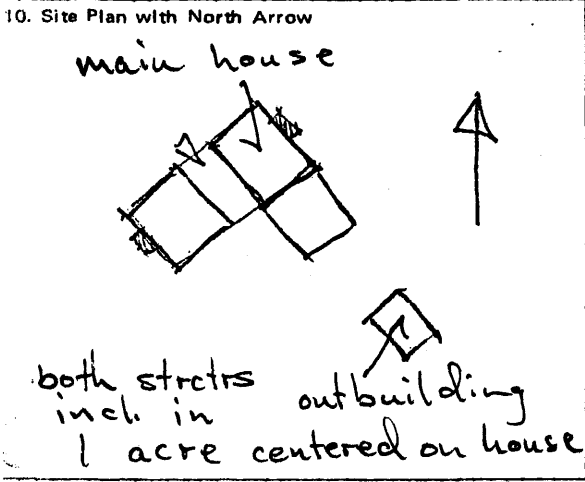 10. Site Plan with North Arrow
main house
both strctrs
incl. in outbuilding
1 acre centered on house